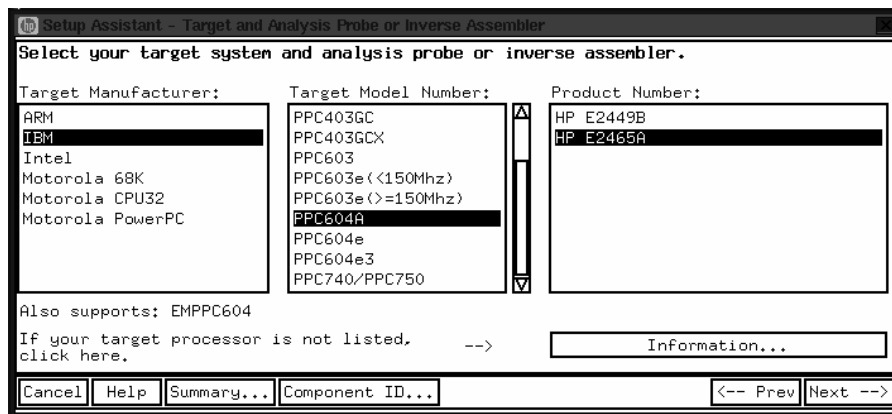 hp Setup Assistant - Target and Analysis Probe or Inverse Assembler
Select your target system and analysis probe or inverse assembler.
Target Manufacturer:
ARM
IBM
Intel
Motorola 68K
Motorola CPU32
Motorola PowerPC
Target Model Number:
PPC403GC
PPC403GCX
PPC603
PPC603e(<150Mhz)
PPC603e(>=150Mhz)
PPC604A
PPC604e
PPC604e3
PPC740/PPC750
Product Number:
HP E2449B
HP E2465A
Also supports: EMPPC604
If your target processor is not listed,
click here.
-->
Information...
Cancel Help Summary... Component ID... <-- Prev Next -->